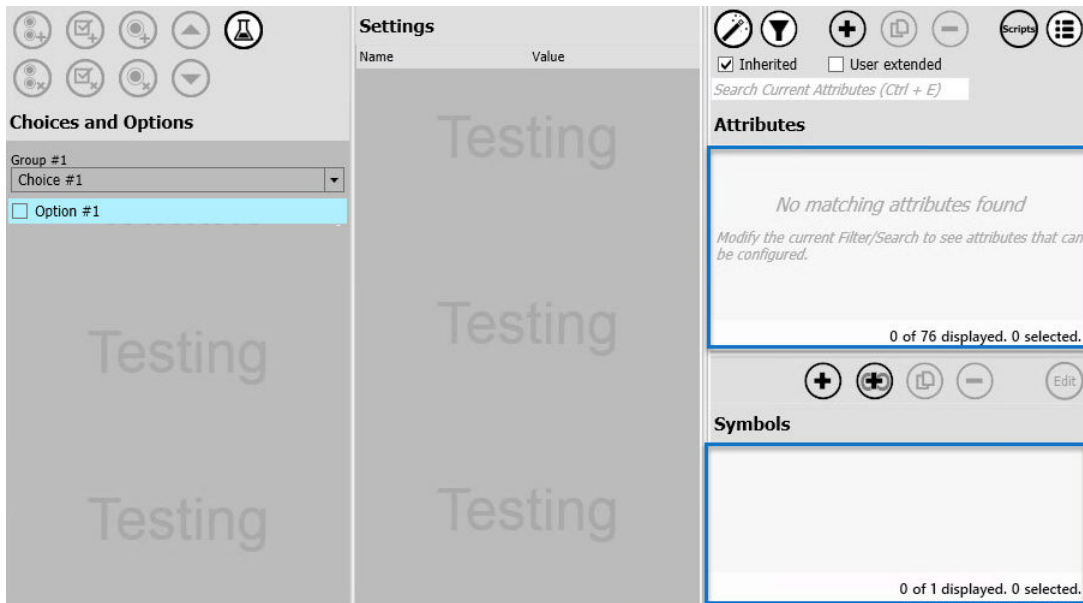 Choices and Options
Group #1
Choice #1
Option #1
Testing
Testing
Settings
Name Value
Testing
Testing
Testing
Scripts
Inherited User extended
Search Current Attributes (Ctrl + E)
Attributes
No matching attributes found
Modify the current Filter/Search to see attributes that can
be configured.
0 of 76 displayed. 0 selected.
Edit
Symbols
0 of 1 displayed. 0 selected.